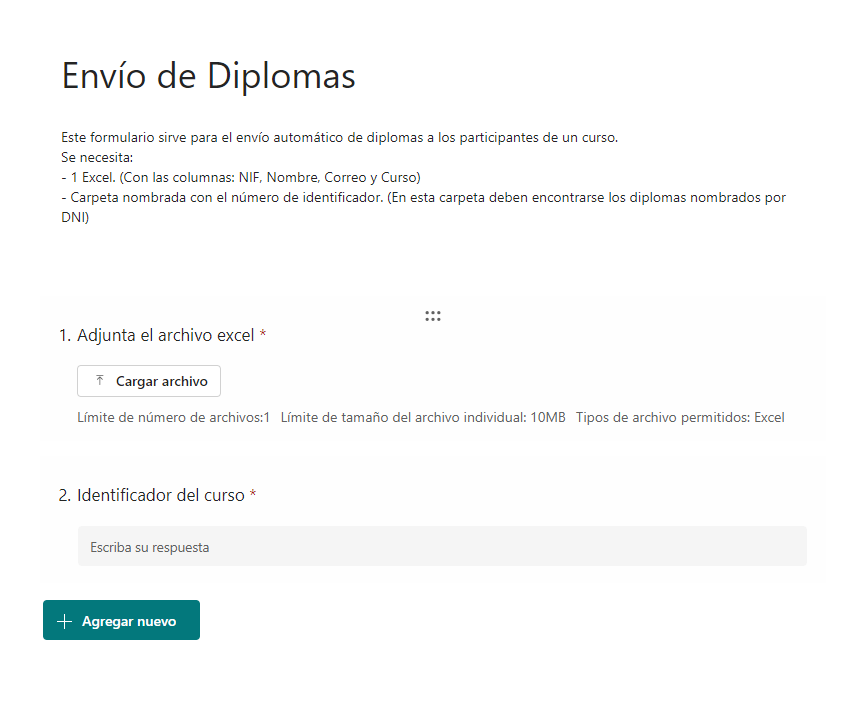 Envío de Diplomas
Este formulario sirve para el envío automático de diplomas a los participantes de un curso.
Se necesita:
- 1 Excel. (Con las columnas: NIF, Nombre, Correo y Curso)
- Carpeta nombrada con el número de identificador. (En esta carpeta deben encontrarse los diplomas nombrados por
DNI)
1. Adjunta el archivo excel *
Cargar archivo
Límite de número de archivos:1 Límite de tamaño del archivo individual: 10MB Tipos de archivo permitidos: Excel
2. Identificador del curso *
Escriba su respuesta
Agregar nuevo